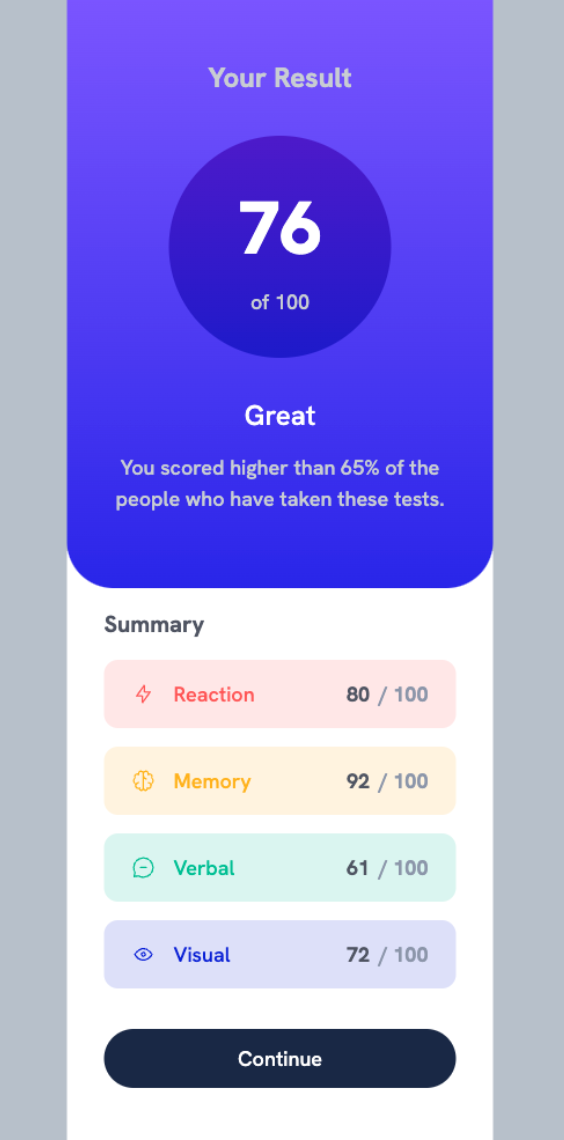 Your Result
76
of 100
Great
You scored higher than 65% of the
people who have taken these tests.
Summary
Reaction 80 / 100
Memory 92 / 100
Verbal 61 / 100
Visual 72 / 100
Continue